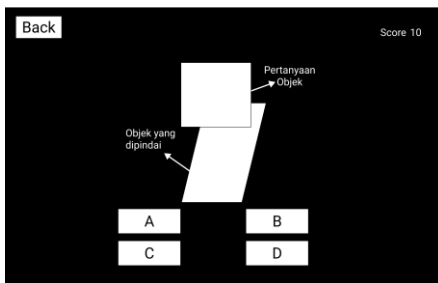 Back
Score 10
Pertanyaan
Objek
Objek yang
dipindai
A
B
C
D